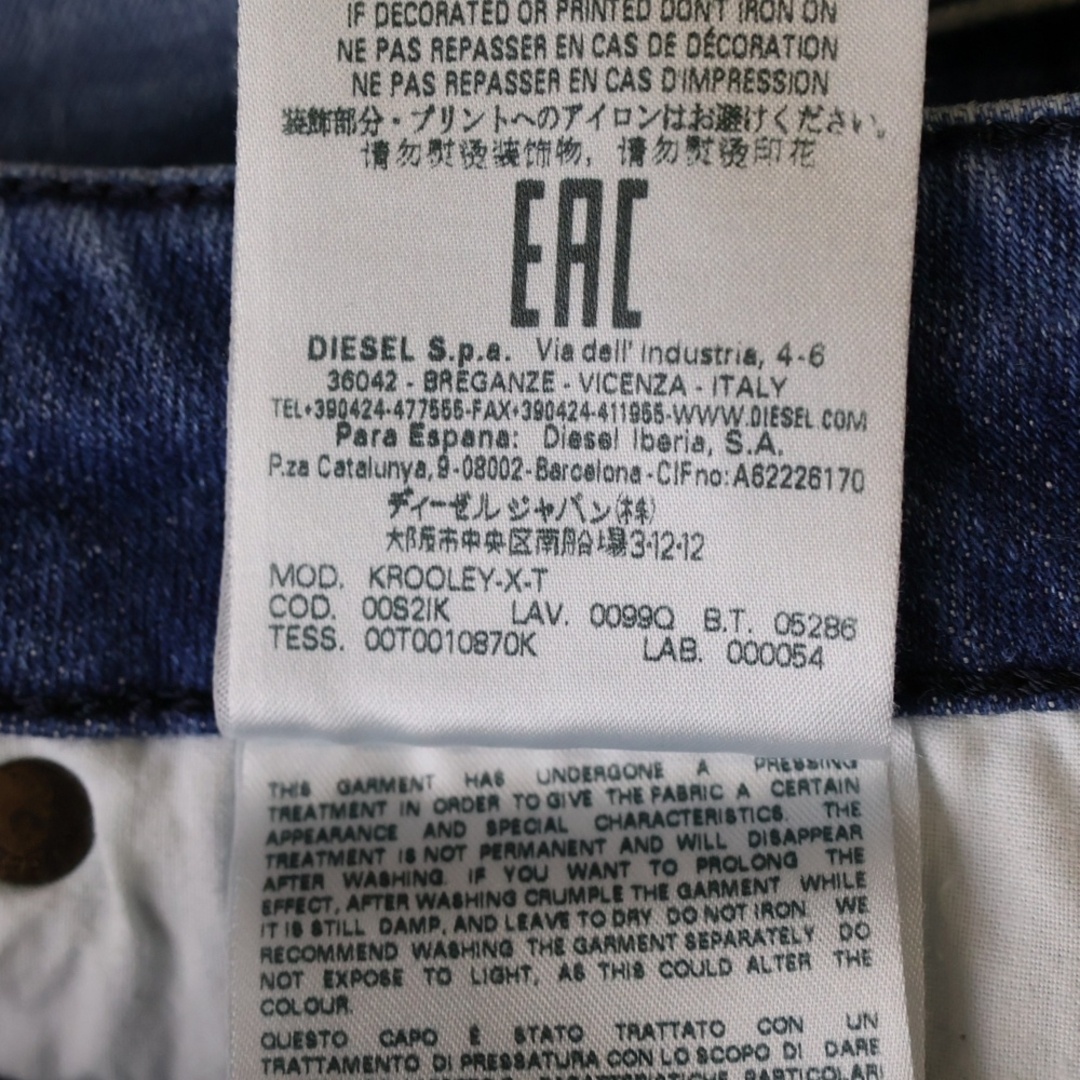 IF DECORATED OR PRINTED DONT IRON ON
NE PAS REPASSER EN CAS DE DÉCORATION
NE PAS REPASSER EN CAS D'IMPRESSION
装飾部分・プリントへのアイロンはお避けください。
请勿熨烫装饰物，请勿熨烫印花
EAC
DIESEL S.p.a. Via dell' Industria, 4-6
36042 - BREGANZE - VICENZA - ITALY
TEL+390424-477555-FAX+390424-411955-WWW.DIESEL.COM
Para Espana: Diesel Iberia, S.A.
P.za Catalunya,9-08002-Barcelona-CIFno:A62226170
ディーゼル ジャパン(株)
大阪市中央区南船場3-12-12
MOD. KROOLEY-X-T
COD. 00S2IK LAV. 0099Q B.T. 05286
TESS. 00T0010870K LAB. 000054
THIS GARMENT HAS UNDERGONE A PRESSING
TREATMENT IN ORDER TO GIVE THE FABRIC A CERTAIN
APPEARANCE AND SPECIAL CHARACTERISTICS. THE
TREATMENT IS NOT PERMANENT AND WILL DISAPPEAR
AFTER WASHING. IF YOU WANT TO PROLONG THE
EFFECT, AFTER WASHING CRUMPLE THE GARMENT WHILE
IT IS STILL DAMP, AND LEAVE TO DRY. DO NOT IRON. WE
RECOMMEND WASHING THE GARMENT SEPARATELY. DO
NOT EXPOSE TO LIGHT, AS THIS COULD ALTER THE
COLOUR.
QUESTO CAPO È STATO TRATTATO CON UN
TRATTAMENTO DI PRESSATURA CON LO SCOPO DI DARE
CARATTERISTICHE PARTICOLARI